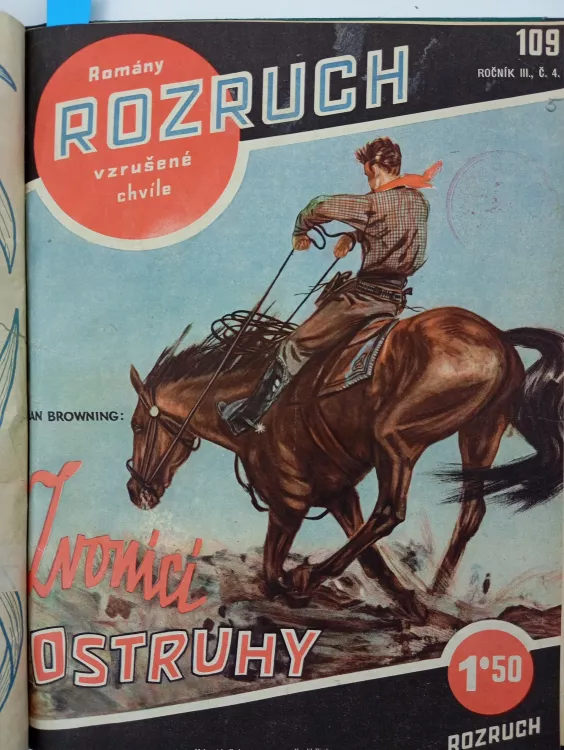 109
ROČNÍK III., Č. 4.
Romány
ROZRUCH
vzrušené
chvíle
AN BROWNING:
Zvonící
OSTRUHY
1·50
ROZRUCH